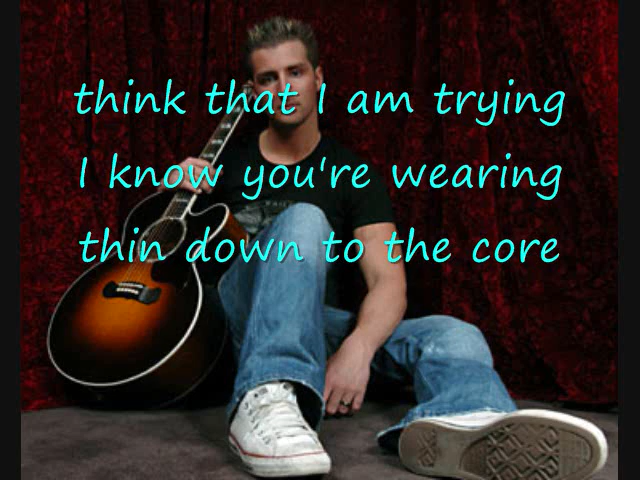 think that I am trying
I know you're wearing
thin down to the core